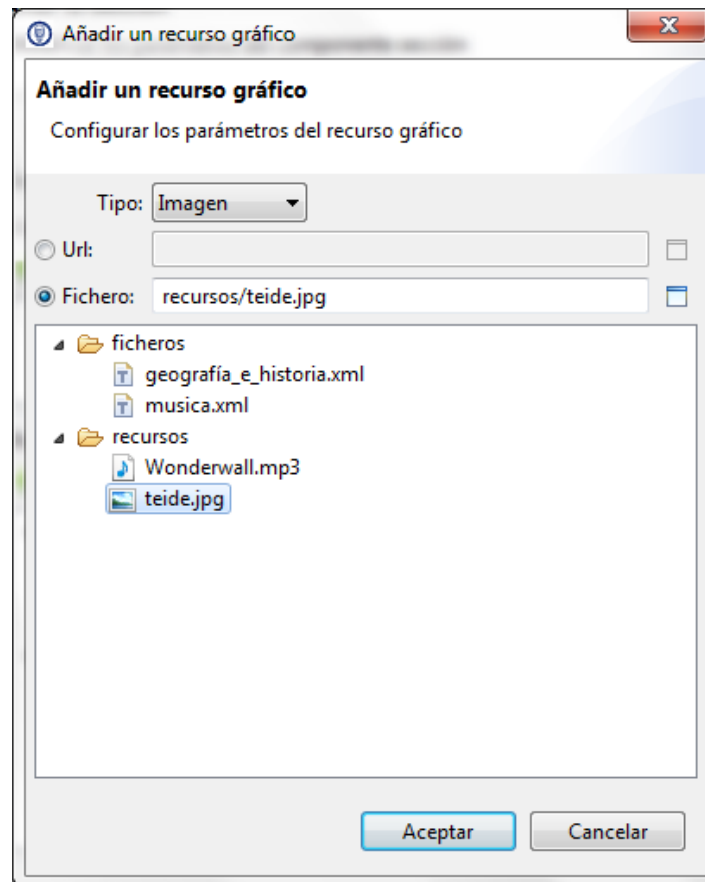 Añadir un recurso gráfico
Añadir un recurso gráfico
Configurar los parámetros del recurso gráfico
Tipo: Imagen
Url:
Fichero: recursos/teide.jpg
ficheros
geografía_e_historia.xml
musica.xml
recursos
Wonderwall.mp3
teide.jpg
Aceptar Cancelar